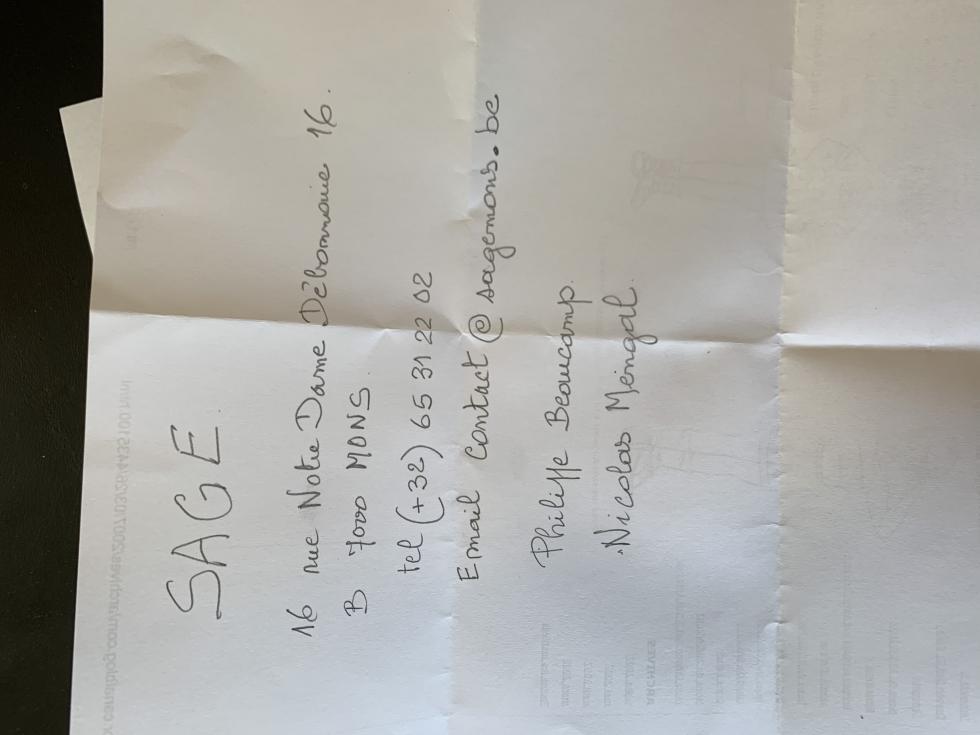 SAGE
16 rue Notre Dame Débonnaire 16.
B 7000 MONS
tel (+32) 65 31 22 02
Email Contact @ sagemons.be
Philippe Beaucamp.
Nicolas Mengal.